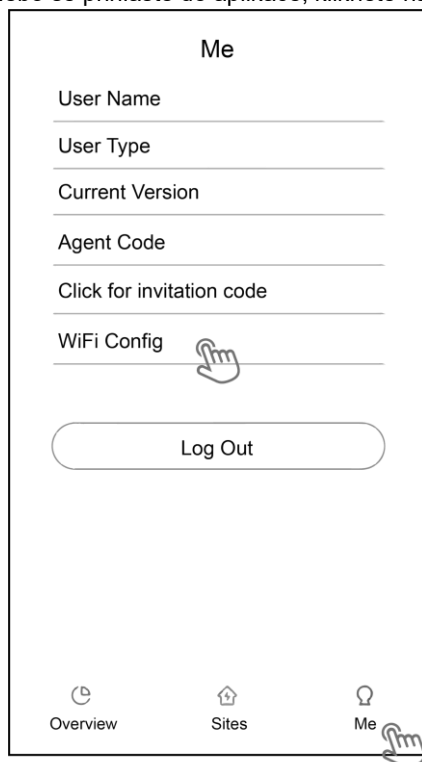 Me
User Name
User Type
Current Version
Agent Code
Click for invitation code
WiFi Config
Log Out
Overview Sites Me